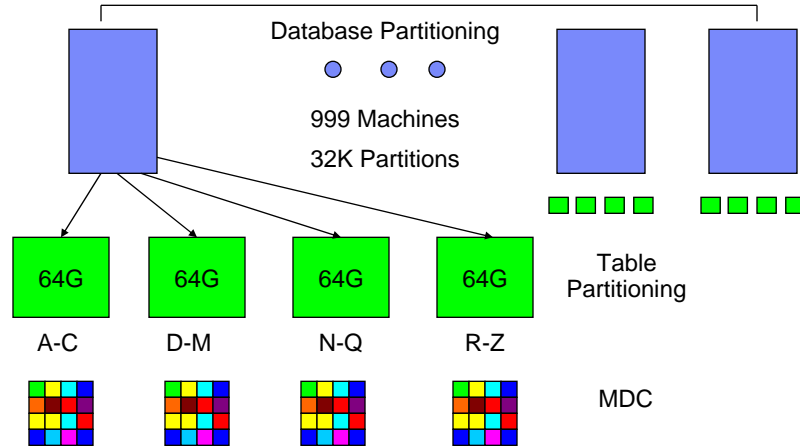 Database Partitioning
999 Machines
32K Partitions
64G 64G 64G 64G
Table
Partitioning
A-C D-M N-Q R-Z
MDC